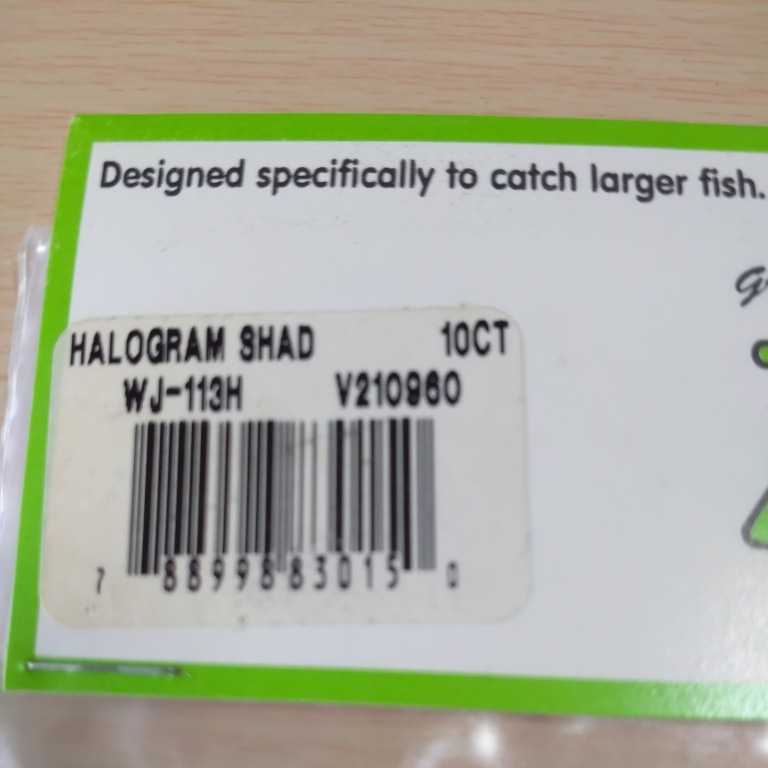 Designed specifically to catch larger fish.
HALOGRAM SHAD 10CT
WJ-113H V210960
7 88998 83015 0